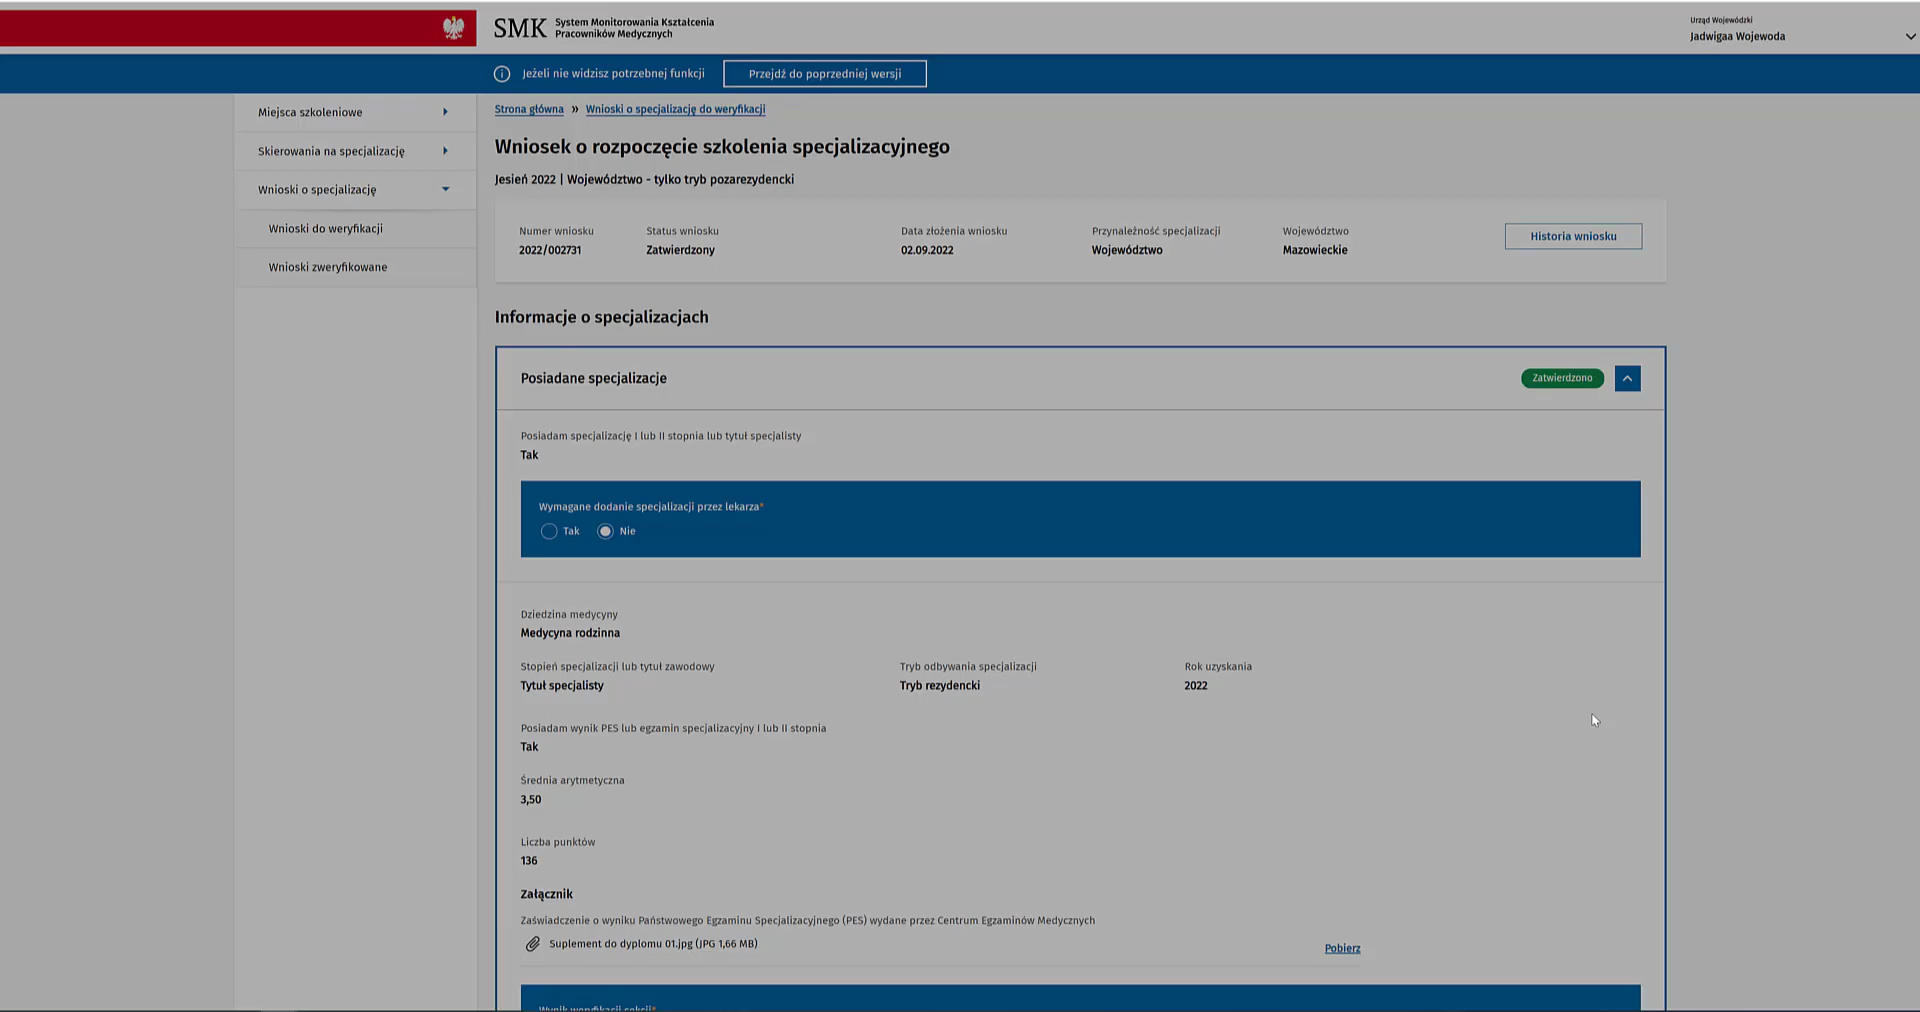 SMK System Monitorowania Kształcenia
Pracowników Medycznych
Urząd Wojewódzki
Jadwigaa Wojewoda
Jeżeli nie widzisz potrzebnej funkcji
Przejdź do poprzedniej wersji
Miejsca szkoleniowe
Skierowania na specjalizację
Wnioski o specjalizację
Wnioski do weryfikacji
Wnioski zweryfikowane
Strona główna » Wnioski o specjalizację do weryfikacji
Wniosek o rozpoczęcie szkolenia specjalizacyjnego
Jesień 2022 | Województwo - tylko tryb pozarezydencki
Numer wniosku
2022/002731
Status wniosku
Zatwierdzony
Data złożenia wniosku
02.09.2022
Przynależność specjalizacji
Województwo
Województwo
Mazowieckie
Historia wniosku
Informacje o specjalizacjach
Posiadane specjalizacje
Zatwierdzono
Posiadam specjalizację I lub II stopnia lub tytuł specjalisty
Tak
Wymagane dodanie specjalizacji przez lekarza*
Tak Nie
Dziedzina medycyny
Medycyna rodzinna
Stopień specjalizacji lub tytuł zawodowy
Tytuł specjalisty
Tryb odbywania specjalizacji
Tryb rezydencki
Rok uzyskania
2022
Posiadam wynik PES lub egzamin specjalizacyjny I lub II stopnia
Tak
Średnia arytmetyczna
3,50
Liczba punktów
136
Załącznik
Zaświadczenie o wyniku Państwowego Egzaminu Specjalizacyjnego (PES) wydane przez Centrum Egzaminów Medycznych
Suplement do dyplomu 01.jpg (JPG 1,66 MB)
Pobierz
Wynik weryfikacji sekcji*